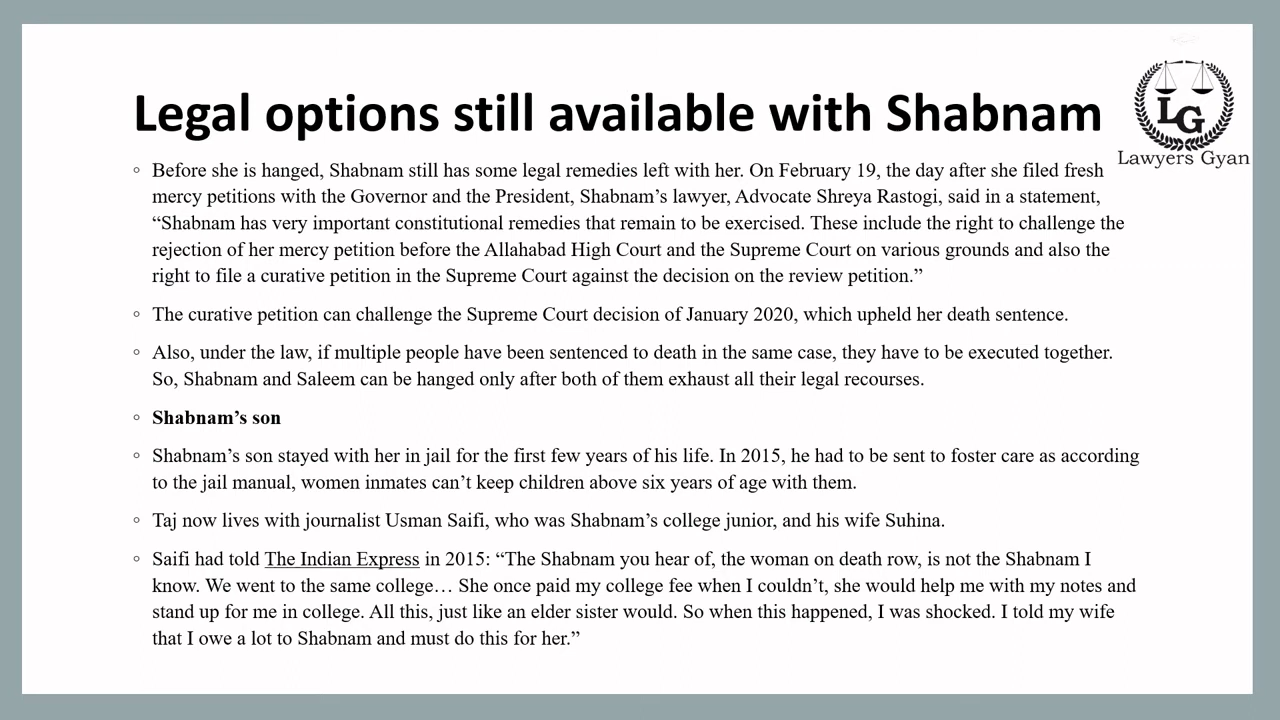 Legal options still available with Shabnam
LG
Lawyers Gyan
◦ Before she is hanged, Shabnam still has some legal remedies left with her. On February 19, the day after she filed fresh
mercy petitions with the Governor and the President, Shabnam’s lawyer, Advocate Shreya Rastogi, said in a statement,
“Shabnam has very important constitutional remedies that remain to be exercised. These include the right to challenge the
rejection of her mercy petition before the Allahabad High Court and the Supreme Court on various grounds and also the
right to file a curative petition in the Supreme Court against the decision on the review petition.”
◦ The curative petition can challenge the Supreme Court decision of January 2020, which upheld her death sentence.
◦ Also, under the law, if multiple people have been sentenced to death in the same case, they have to be executed together.
So, Shabnam and Saleem can be hanged only after both of them exhaust all their legal recourses.
◦ Shabnam’s son
◦ Shabnam’s son stayed with her in jail for the first few years of his life. In 2015, he had to be sent to foster care as according
to the jail manual, women inmates can’t keep children above six years of age with them.
◦ Taj now lives with journalist Usman Saifi, who was Shabnam’s college junior, and his wife Suhina.
◦ Saifi had told The Indian Express in 2015: “The Shabnam you hear of, the woman on death row, is not the Shabnam I
know. We went to the same college… She once paid my college fee when I couldn’t, she would help me with my notes and
stand up for me in college. All this, just like an elder sister would. So when this happened, I was shocked. I told my wife
that I owe a lot to Shabnam and must do this for her.”